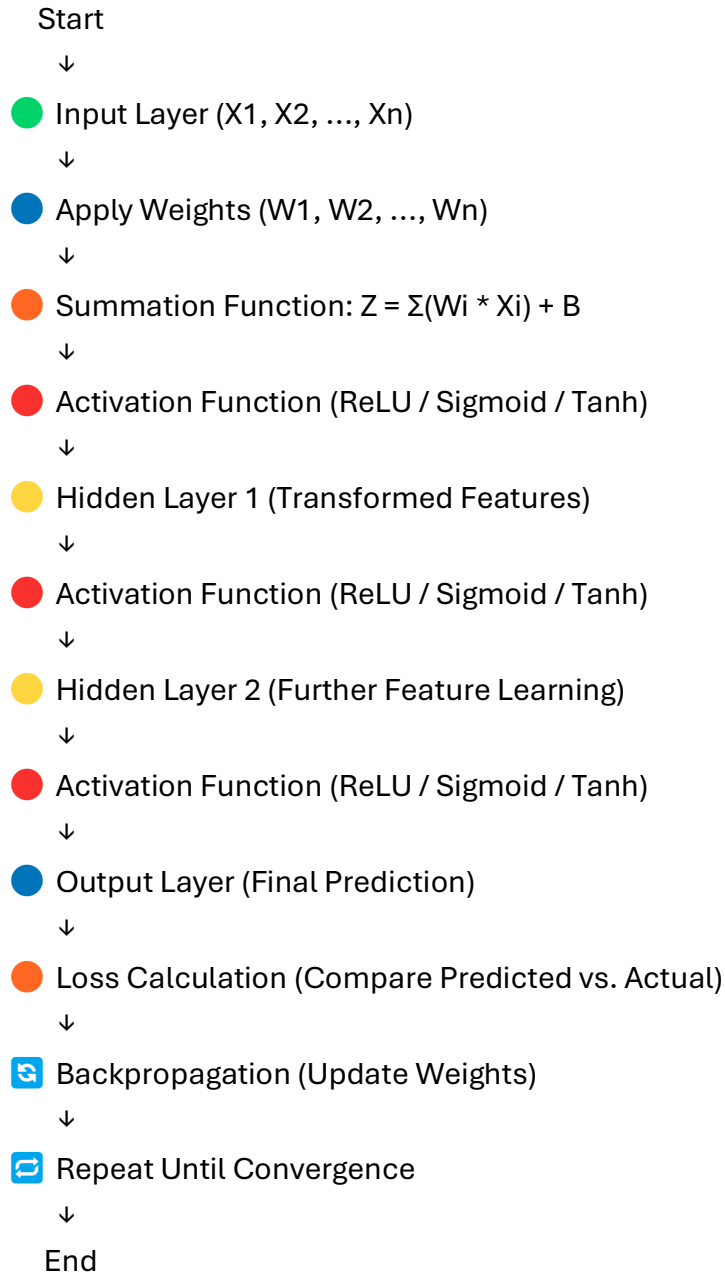 Start
↓
Input Layer (X1, X2, ..., Xn)
↓
Apply Weights (W1, W2, ..., Wn)
↓
Summation Function: Z = Σ(Wi * Xi) + B
↓
Activation Function (ReLU / Sigmoid / Tanh)
↓
Hidden Layer 1 (Transformed Features)
↓
Activation Function (ReLU / Sigmoid / Tanh)
↓
Hidden Layer 2 (Further Feature Learning)
↓
Activation Function (ReLU / Sigmoid / Tanh)
↓
Output Layer (Final Prediction)
↓
Loss Calculation (Compare Predicted vs. Actual)
↓
Backpropagation (Update Weights)
↓
Repeat Until Convergence
↓
End